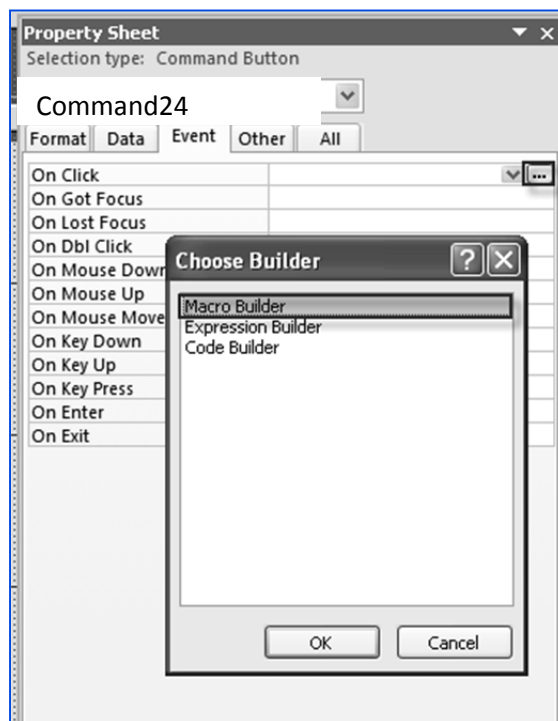 Property Sheet
Selection type: Command Button
Command24
Format Data Event Other All
On Click ...
On Got Focus
On Lost Focus
On Dbl Click
On Mouse Down
On Mouse Up
On Mouse Move
On Key Down
On Key Up
On Key Press
On Enter
On Exit
Choose Builder
Macro Builder
Expression Builder
Code Builder
OK Cancel